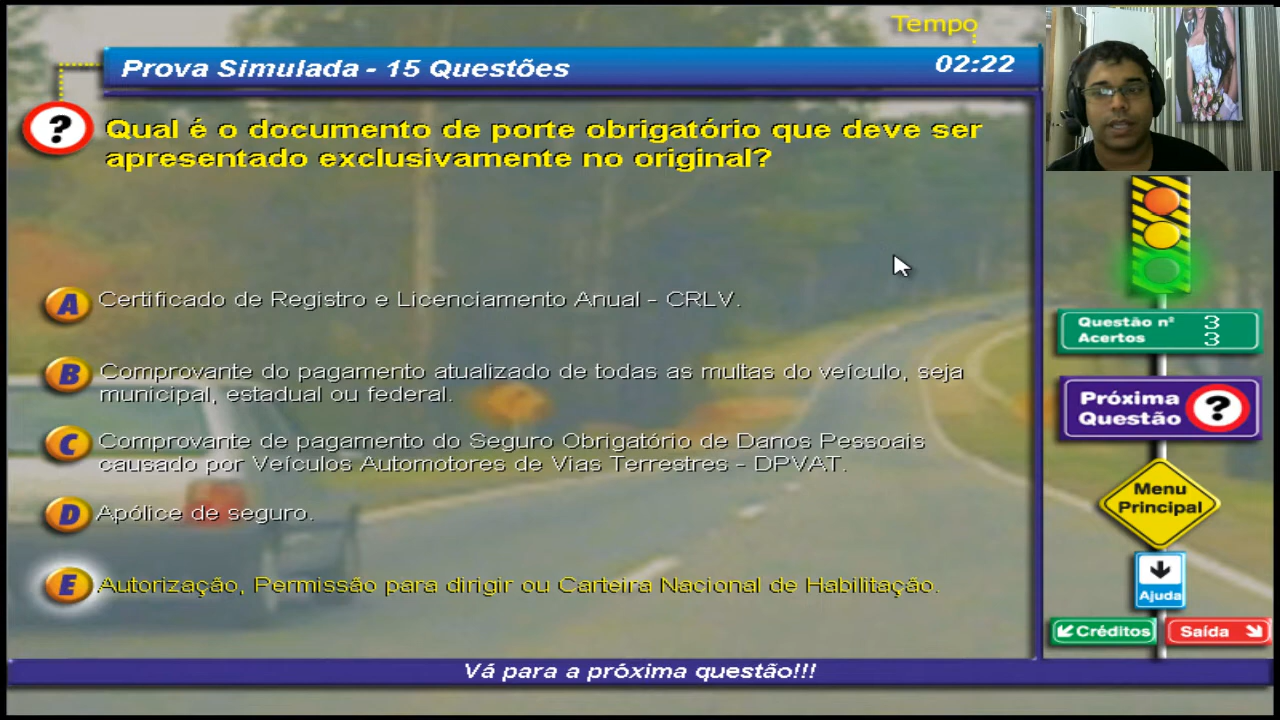 Tempo
Prova Simulada - 15 Questões
02:22
?
Qual é o documento de porte obrigatório que deve ser
apresentado exclusivamente no original?
A Certificado de Registro e Licenciamento Anual - CRLV.
B Comprovante do pagamento atualizado de todas as multas do veículo, seja
municipal, estadual ou federal.
C Comprovante de pagamento do Seguro Obrigatório de Danos Pessoais
causado por Veículos Automotores de Vias Terrestres - DPVAT.
D Apólice de seguro.
E Autorização, Permissão para dirigir ou Carteira Nacional de Habilitação.
Questão nº 3
Acertos 3
Próxima
Questão ?
Menu
Principal
Ajuda
Créditos
Saída
Vá para a próxima questão!!!